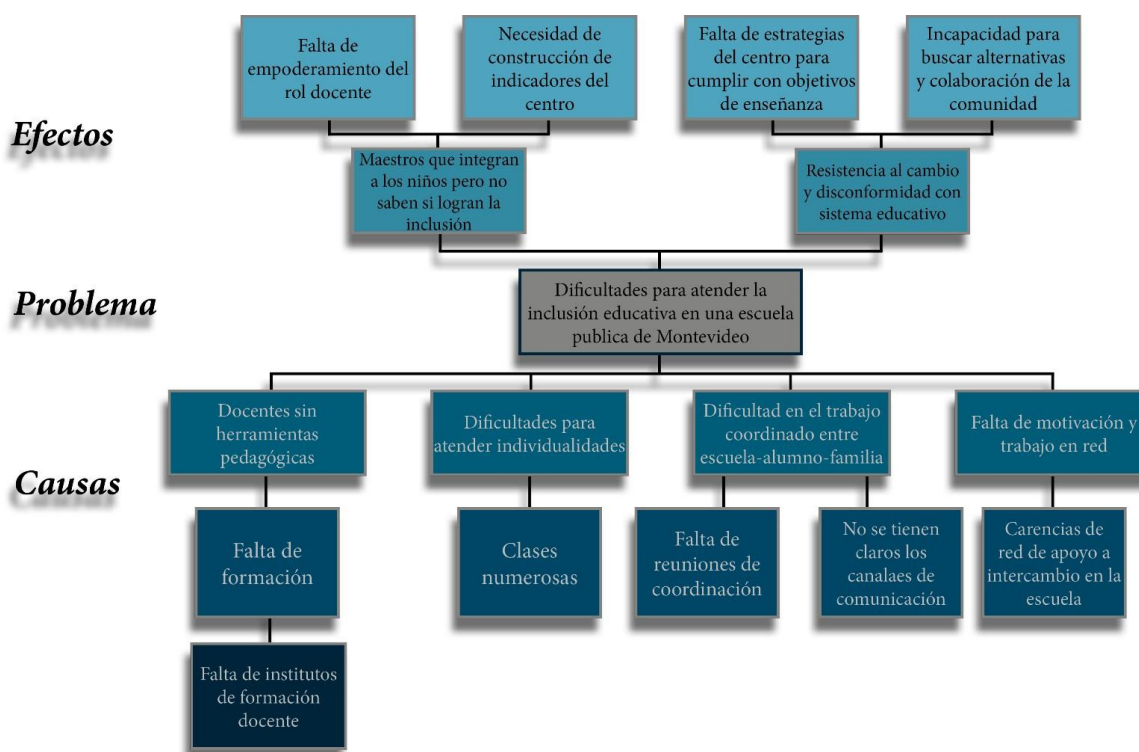 Falta de
empoderamiento del
rol docente
Necesidad de
construcción de
indicadores del
centro
Falta de estrategias
del centro para
cumplir con objetivos
de enseñanza
Incapacidad para
buscar alternativas
y colaboración de la
comunidad
Efectos
Maestros que integran
a los niños pero no
saben si logran la
inclusión
Resistencia al cambio
y disconformidad con
sistema educativo
Problema
Dificultades para atender la
inclusión educativa en una escuela
publica de Montevideo
Docentes sin
herramientas
pedagógicas
Dificultades para
atender individualidades
Dificultad en el trabajo
coordinado entre
escuela-alumno-familia
Falta de motivación y
trabajo en red
Causas
Falta de
formación
Clases
numerosas
Falta de
reuniones de
coordinación
No se tienen
claros los
canalaes de
comunicación
Carencias de
red de apoyo a
intercambio en la
escuela
Falta de institutos
de formación
docente